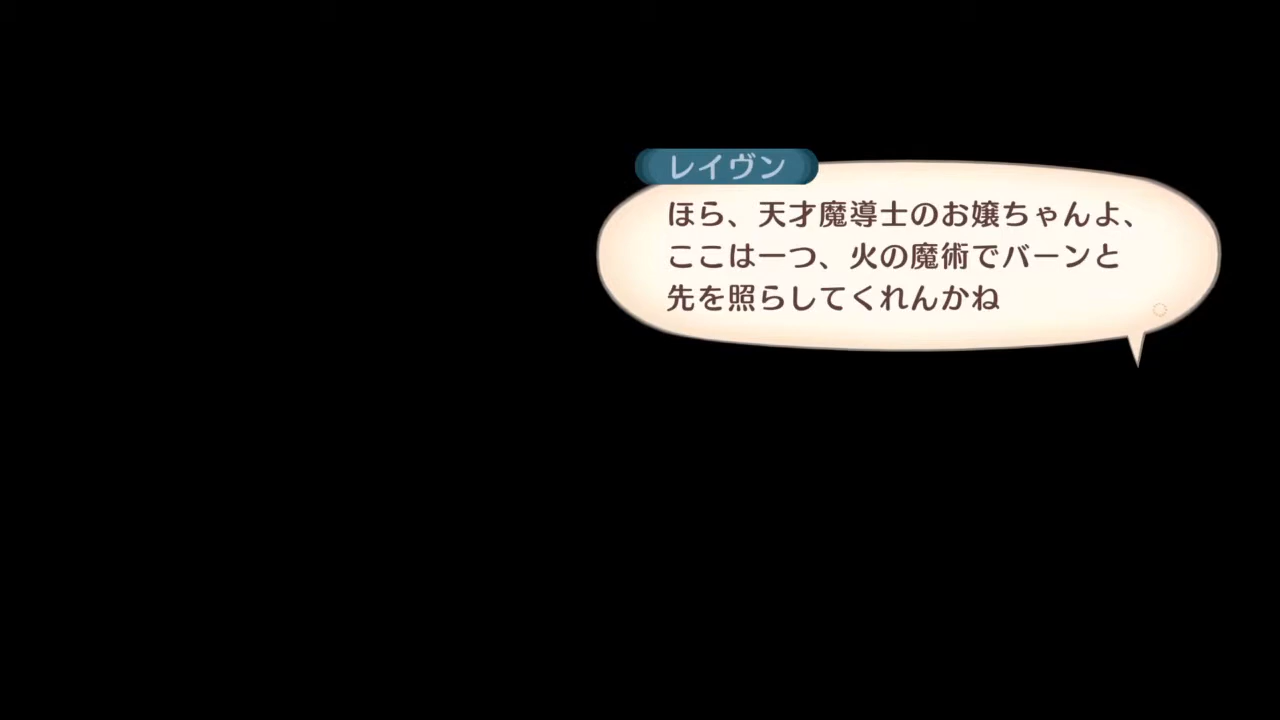 レイヴン
ほら、天才魔導士のお嬢ちゃんよ、
ここは一つ、火の魔術でバーンと
先を照らしてくれんかね